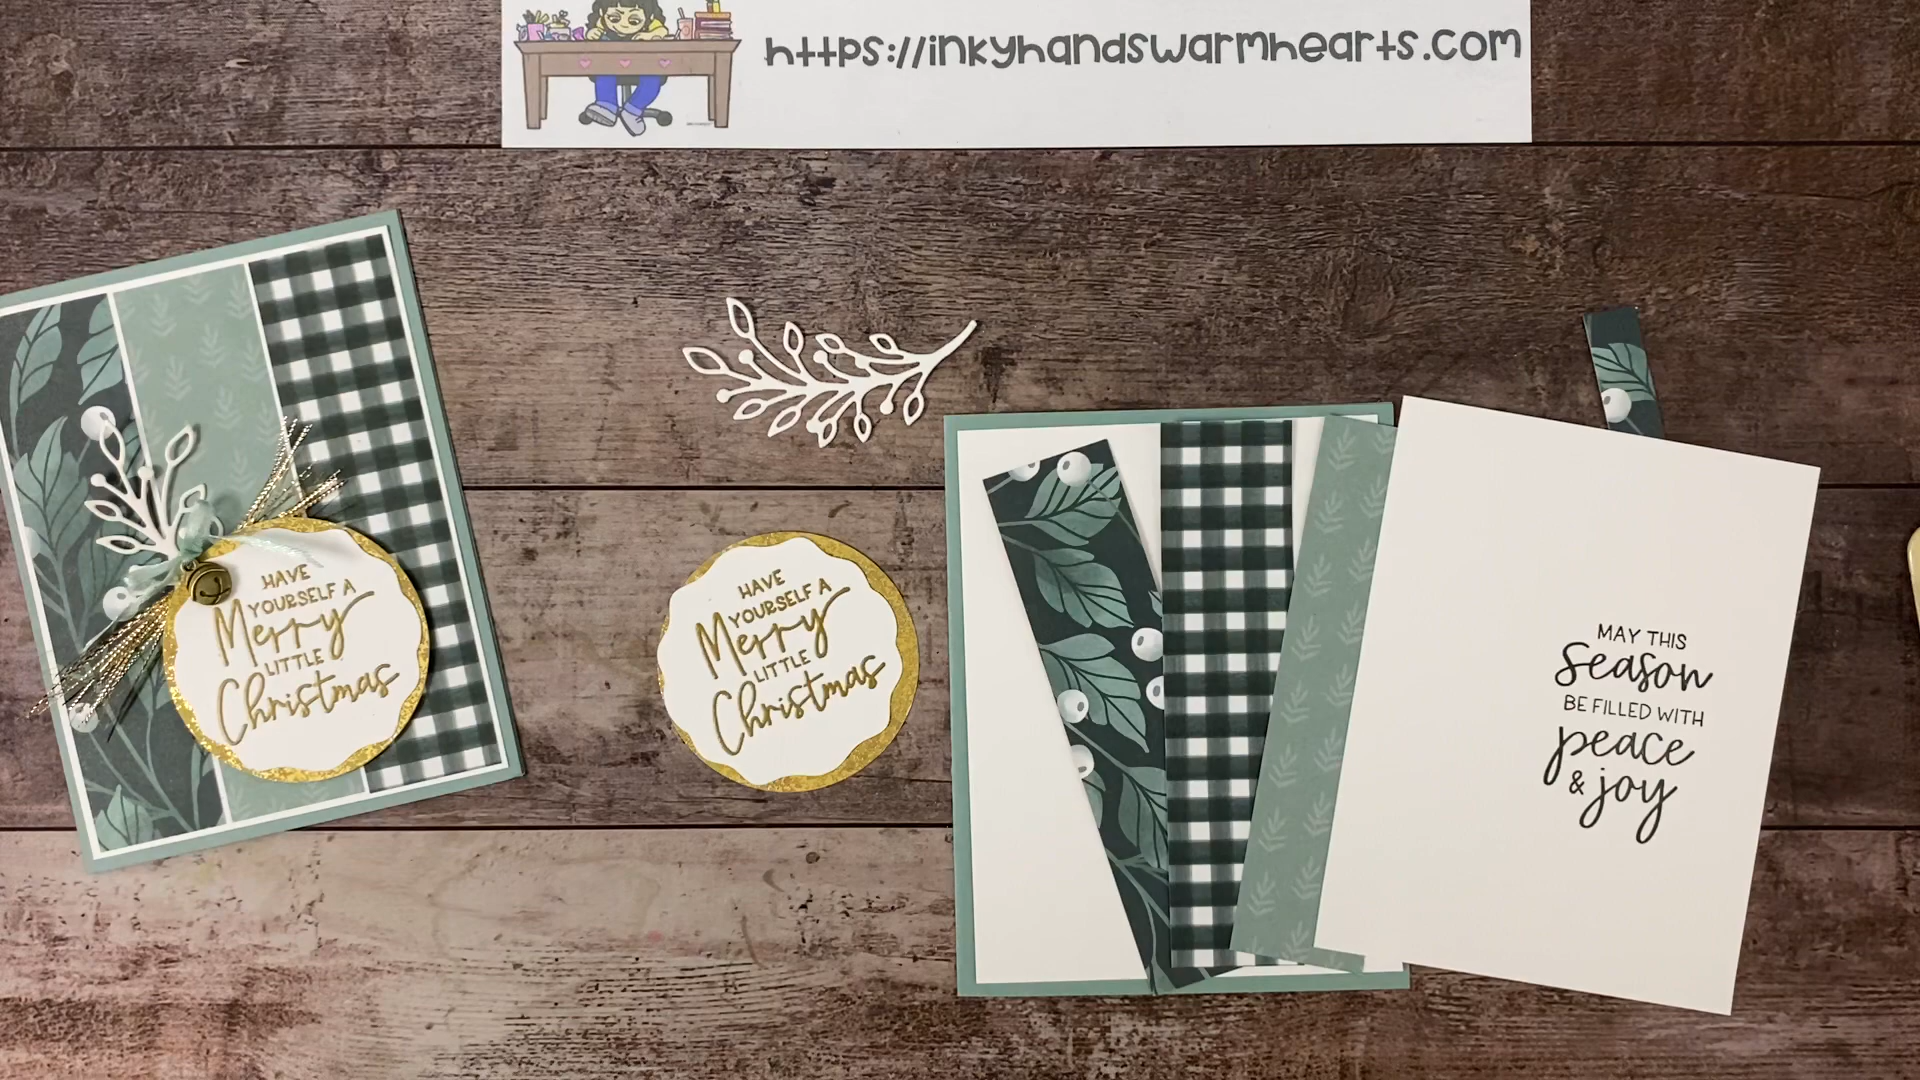 https://inkyhandswarmhearts.com
HAVE
YOURSELF A
Merry
LITTLE
Christmas
HAVE
YOURSELF A
Merry
LITTLE
Christmas
MAY THIS
season
BE FILLED WITH
peace
& joy